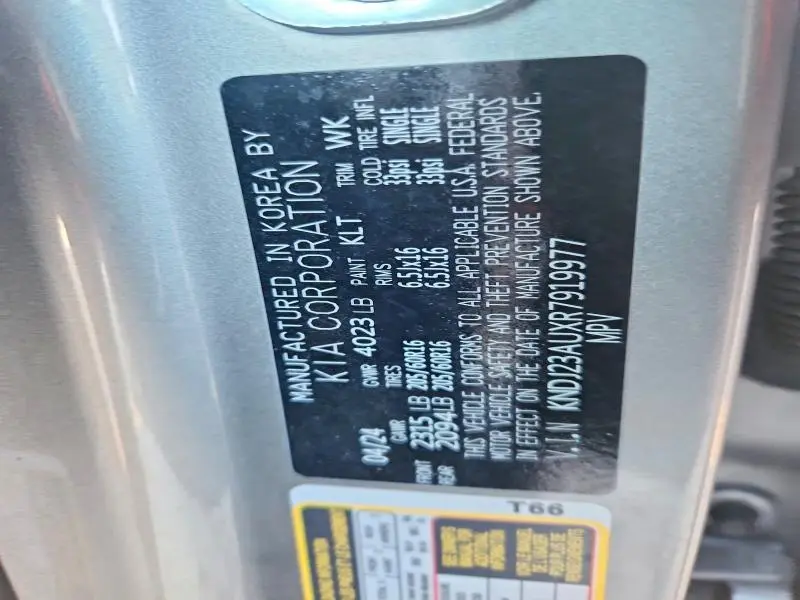 MANUFACTURED IN KOREA BY
KIA CORPORATION
04/24 GVWR 4023 LB PAINT KLT TRIM WK
GAWR TIRES RIMS COLD TIRE INFL
FRONT 2315 LB 205/60R16 6.5Jx16 33psi SINGLE
REAR 2094LB 205/60R16 6.5Jx16 33psi SINGLE
THIS VEHICLE CONFORMS TO ALL APPLICABLE U.S.A. FEDERAL
MOTOR VEHICLE SAFETY AND THEFT PREVENTION STANDARDS
IN EFFECT ON THE DATE OF MANUFACTURE SHOWN ABOVE.
V.I.N KNDJ23AUXR7919977
MPV
T66